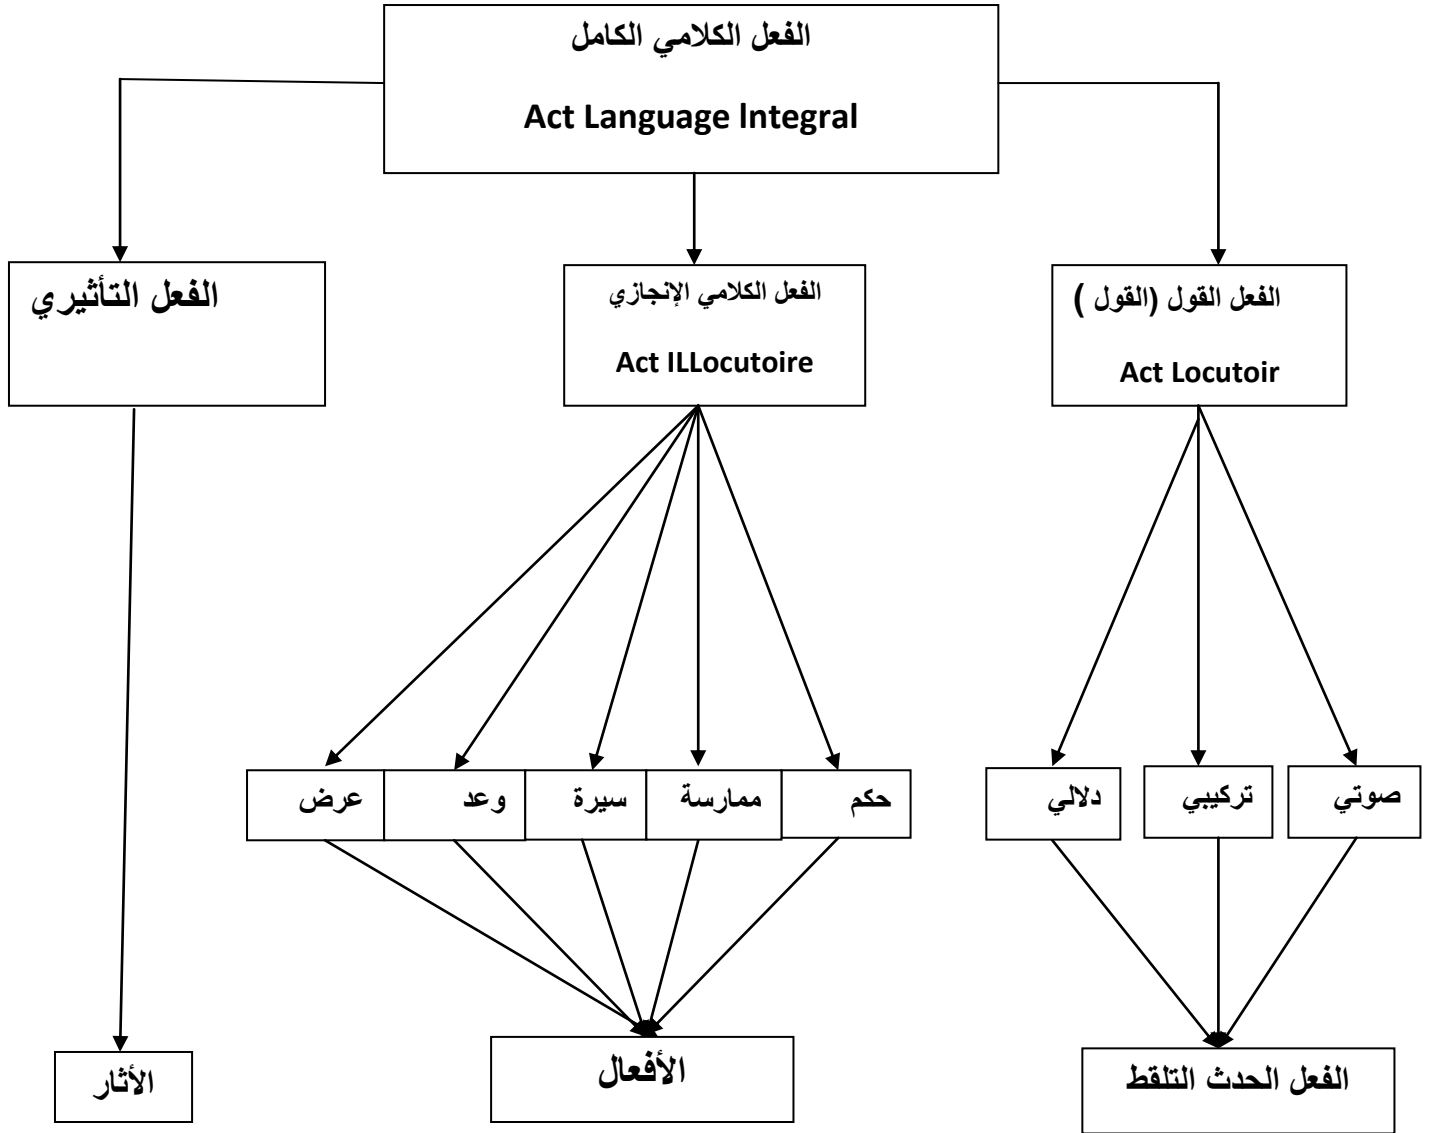 الفعل الكلامي الكامل
Act Language lntegral
الفعل القول (القول )
Act Locutoir
الفعل الكلامي الإنجازي
Act ILLocutoire
الفعل التأثيري
صوتي
تركيبي
دلالي
حكم
ممارسة
سيرة
وعد
عرض
الفعل الحدث التلقط
الأفعال
الأثار